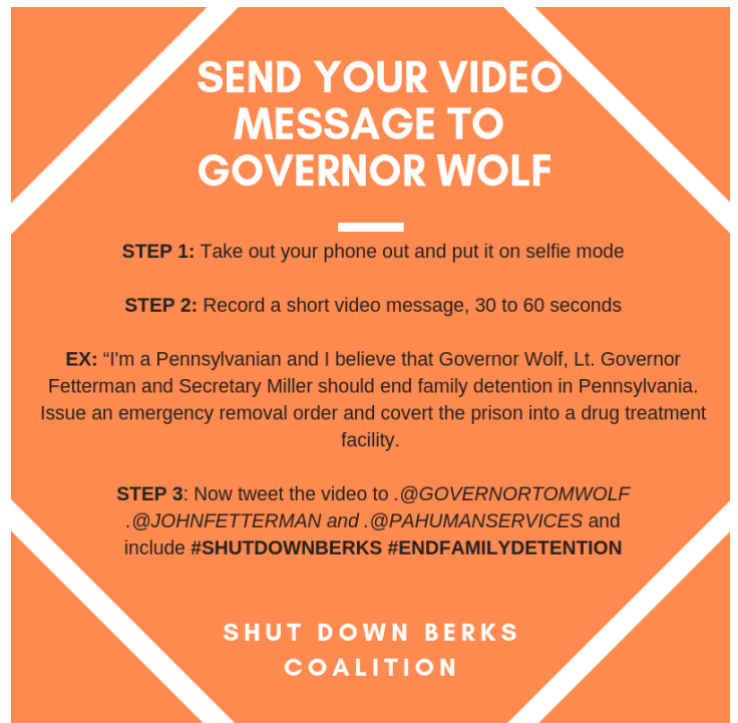 SEND YOUR VIDEO
MESSAGE TO
GOVERNOR WOLF
STEP 1: Take out your phone out and put it on selfie mode
STEP 2: Record a short video message, 30 to 60 seconds
EX: “I'm a Pennsylvanian and I believe that Governor Wolf, Lt. Governor
Fetterman and Secretary Miller should end family detention in Pennsylvania.
Issue an emergency removal order and covert the prison into a drug treatment
facility.
STEP 3: Now tweet the video to .@GOVERNORTOMWOLF
.@JOHNFETTERMAN and .@PAHUMANSERVICES and
include #SHUTDOWNBERKS #ENDFAMILYDETENTION
SHUT DOWN BERKS
COALITION